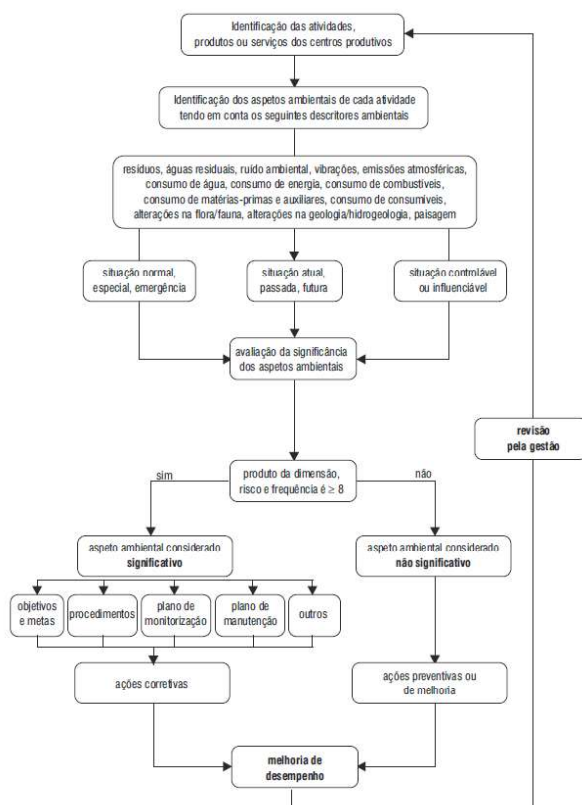 Identificação das atividades,
produtos ou serviços dos centros produtivos
Identificação dos aspetos ambientais de cada atividade
tendo em conta os seguintes descritores ambientais
resíduos, águas residuais, ruído ambiental, vibrações, emissões atmosféricas,
consumo de água, consumo de energia, consumo de combustíveis,
consumo de matérias-primas e auxiliares, consumo de consumíveis,
alterações na flora/fauna, alterações na geologia/hidrogeologia, paisagem
situação normal,
especial, emergência
situação atual,
passada, futura
situação controlável
ou influenciável
avaliação da significância
dos aspetos ambientais
revisão
pela gestão
sim
produto da dimensão,
risco e frequência é ≥ 8
não
aspeto ambiental considerado
significativo
aspeto ambiental considerado
não significativo
objetivos
e metas
procedimentos
plano de
monitorização
plano de
manutenção
outros
ações corretivas
ações preventivas ou
de melhoria
melhoria de
desempenho